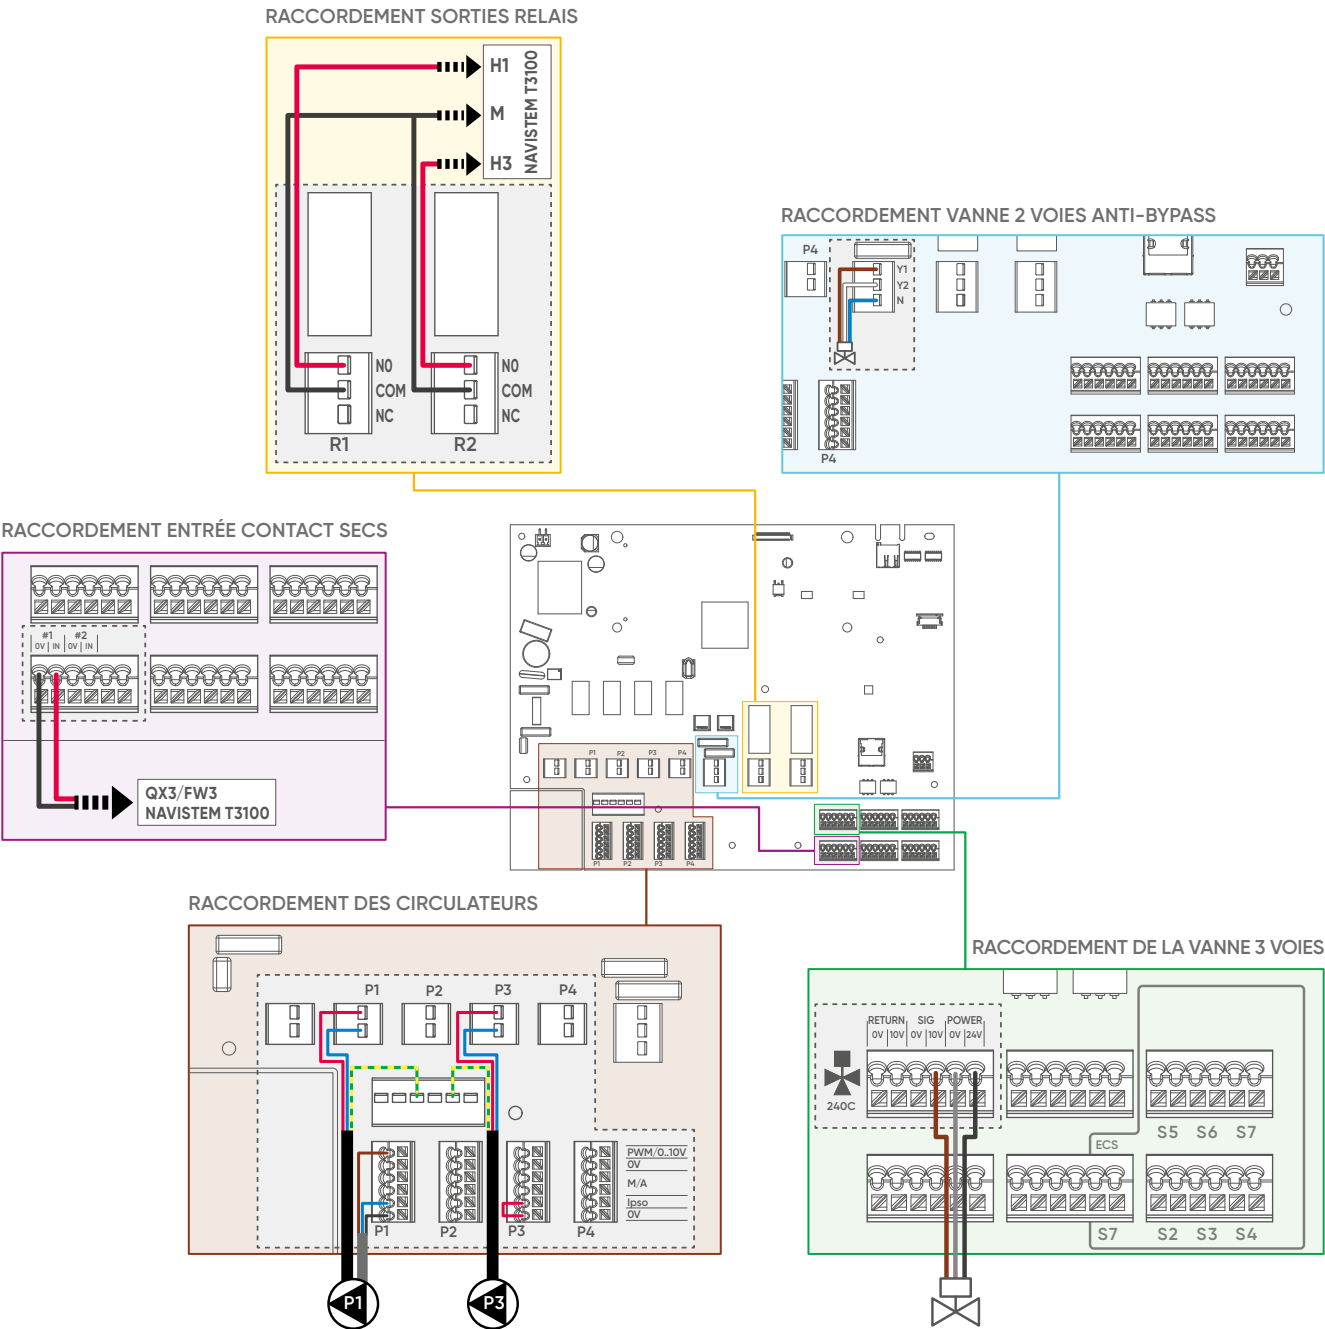 RACCORDEMENT SORTIES RELAIS
H1
M
H3
NAVISTEM T3100
N0
COM
NC
R1
N0
COM
NC
R2
RACCORDEMENT VANNE 2 VOIES ANTI-BYPASS
P4
Y1
Y2
N
P4
RACCORDEMENT ENTRÉE CONTACT SECS
#1 #2
0V IN 0V IN
QX3/FW3
NAVISTEM T3100
P1 P2 P3 P4
P1 P2 P3 P4
RACCORDEMENT DES CIRCULATEURS
P1 P2 P3 P4
PWM/0..10V
0V
M/A
Ipso
0V
P1 P2 P3 P4
P1 P3
RACCORDEMENT DE LA VANNE 3 VOIES
RETURN SIG POWER
0V 10V 0V 10V 0V 24V
240C
S5 S6 S7
ECS
S7 S2 S3 S4